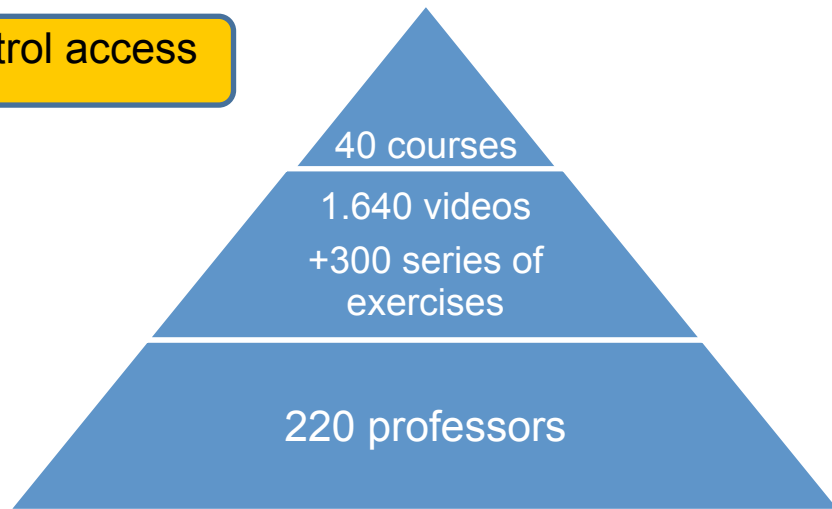 trol access
40 courses
1.640 videos
+300 series of
exercises
220 professors